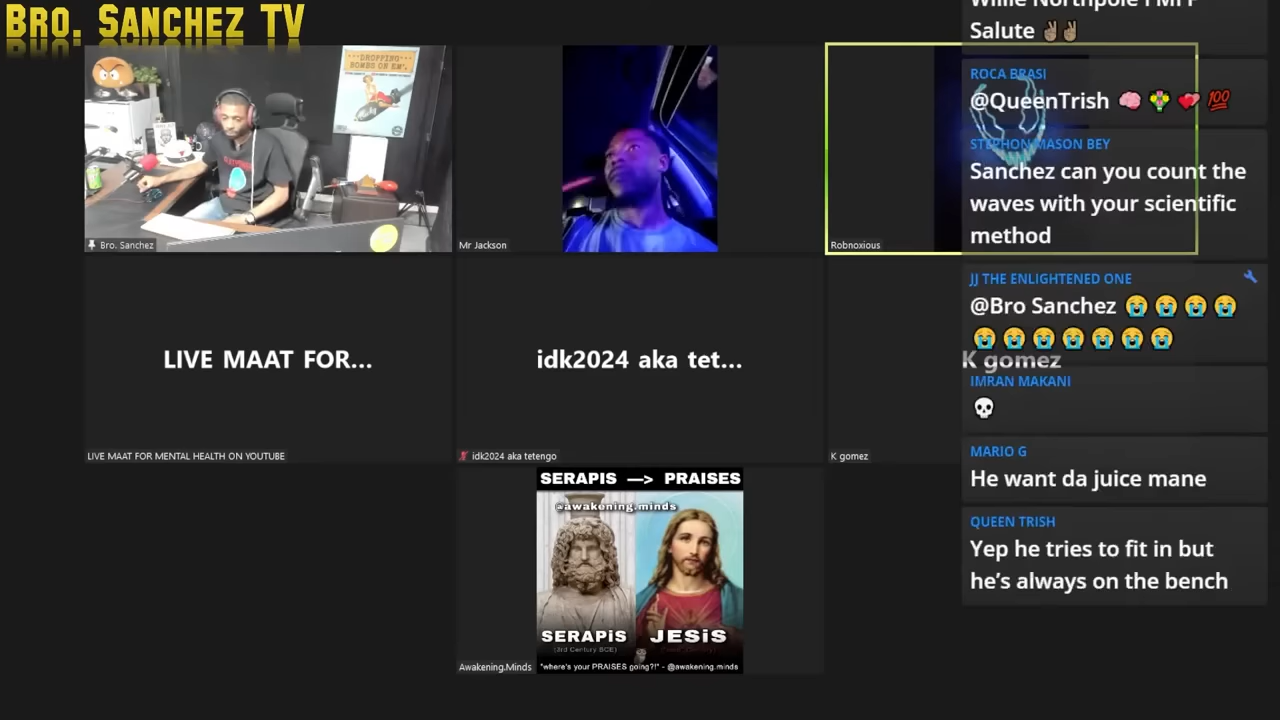 BRO. SANCHEZ TV
Salute ✌🏽✌🏽
ROCA BRASI
@QueenTrish 🧠 💐 💕 💯
STEPHON MASON BEY
Sanchez can you count the
waves with your scientific
method
JJ THE ENLIGHTENED ONE
@Bro Sanchez 😭 😭 😭 😭
😭 😭 😭 😭 😭 😭 😭
IMRAN MAKANI
💀
MARIO G
He want da juice mane
QUEEN TRISH
Yep he tries to fit in but
he's always on the bench
"DROPPING
BOMBS ON EM"
Bro. Sanchez
Mr Jackson
Robnoxious
LIVE MAAT FOR...
idk2024 aka tet...
K gomez
LIVE MAAT FOR MENTAL HEALTH ON YOUTUBE
idk2024 aka tetengo
K gomez
SERAPIS —> PRAISES
@awakening.minds
SERAPiS JESiS
(3rd Century BCE)
"where's your PRAISES going?!" - @awakening.minds
Awakening.Minds